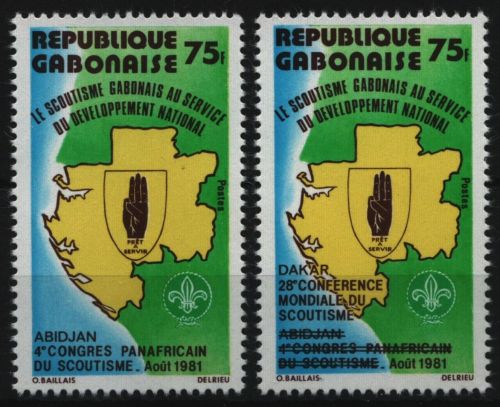 REPUBLIQUE
GABONAISE 75F
LE SCOUTISME GABONAIS AU SERVICE
DU DEVELOPPEMENT NATIONAL
Postes
PRÊT
À
SERVIR
ABIDJAN
4e CONGRES PANAFRICAIN
DU SCOUTISME_ Août 1981
O.BAILLAIS DELRIEU
REPUBLIQUE
GABONAISE 75F
LE SCOUTISME GABONAIS AU SERVICE
DU DEVELOPPEMENT NATIONAL
Postes
PRÊT
À
SERVIR
DAKAR
28e CONFERENCE
MONDIALE DU
SCOUTISME
ABIDJAN
4e CONGRES PANAFRICAIN
DU SCOUTISME_ Août 1981
O.BAILLAIS DELRIEU